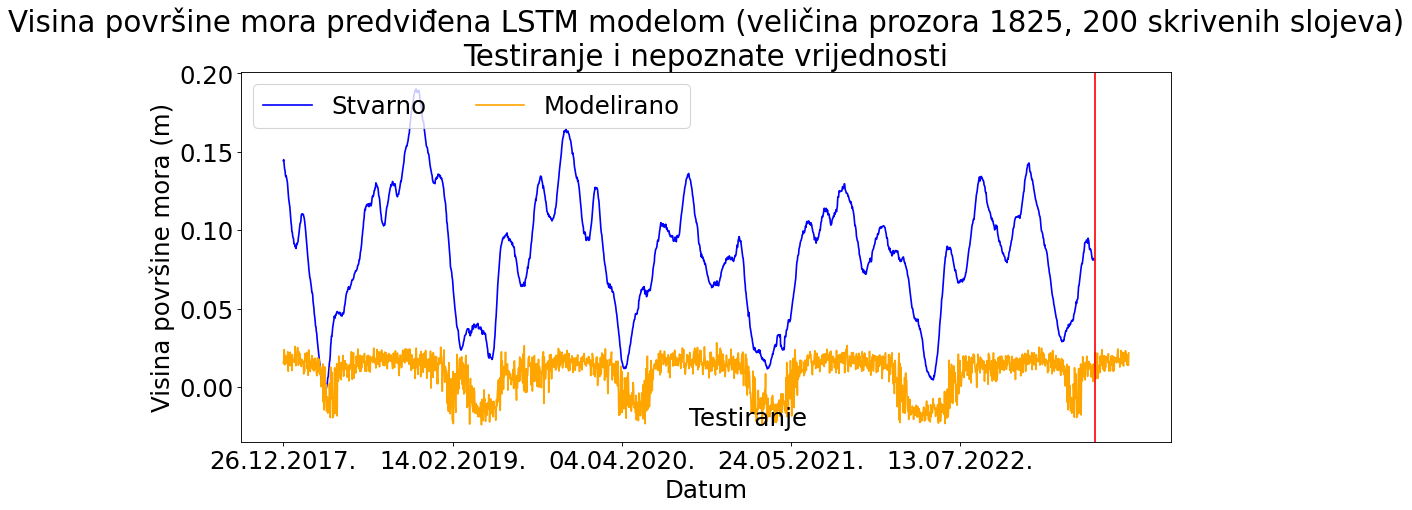 Visina površine mora predviđena LSTM modelom (veličina prozora 1825, 200 skrivenih slojeva)
Testiranje i nepoznate vrijednosti
Stvarno Modelirano
Visina površine mora (m)
0.20
0.15
0.10
0.05
0.00
Testiranje
26.12.2017. 14.02.2019. 04.04.2020. 24.05.2021. 13.07.2022.
Datum